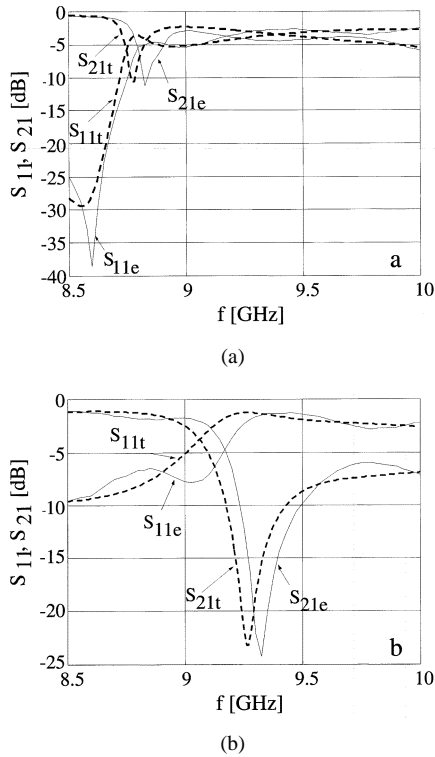 0
-5
-10
-15
-20
-25
-30
-35
-40
S11, S21 [dB]
S21t
S21e
S11t
S11e
a
8.5 9 9.5 10
f [GHz]
(a)
0
-5
-10
-15
-20
-25
S11, S21 [dB]
S11t
S11e
S21t
S21e
b
8.5 9 9.5 10
f [GHz]
(b)